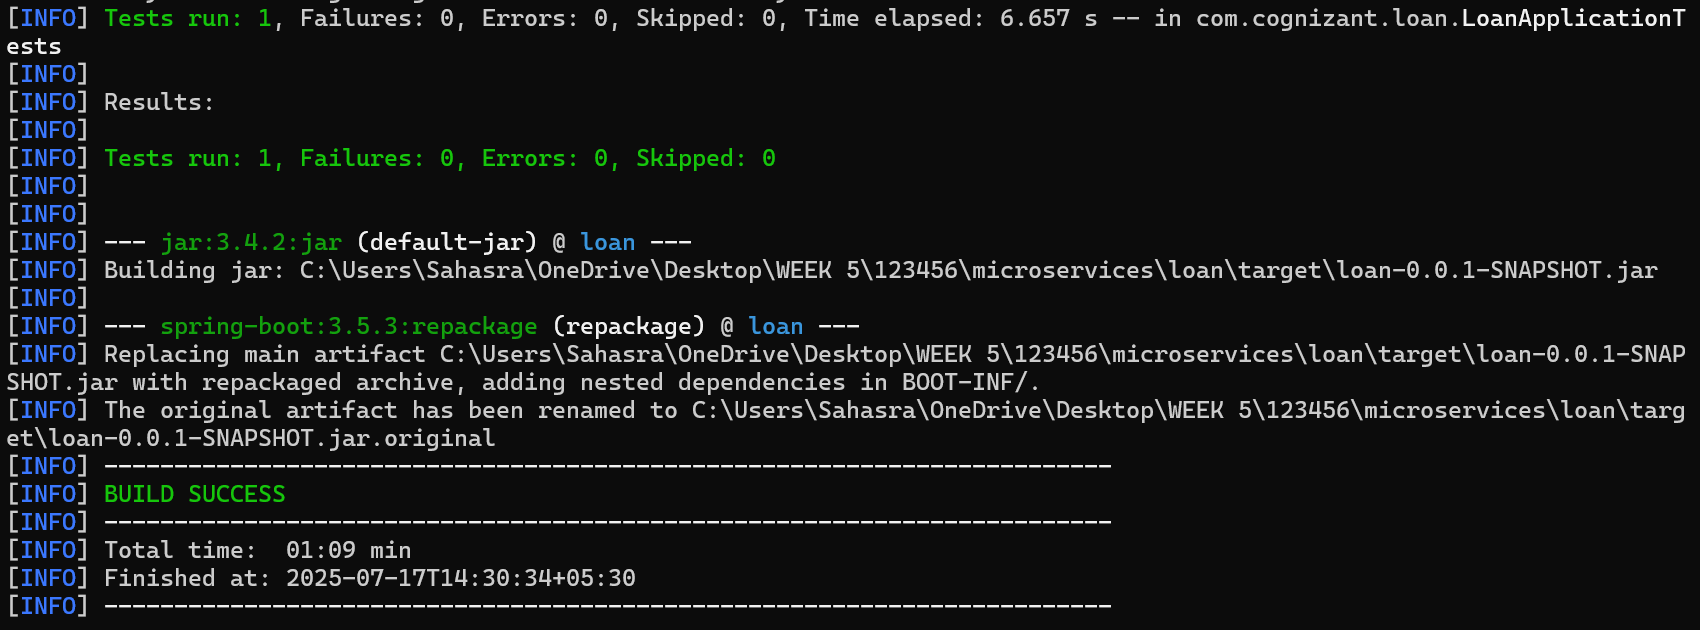 [INFO] Tests run: 1, Failures: 0, Errors: 0, Skipped: 0, Time elapsed: 6.657 s -- in com.cognizant.loan.LoanApplicationT
ests
[INFO]
[INFO] Results:
[INFO]
[INFO] Tests run: 1, Failures: 0, Errors: 0, Skipped: 0
[INFO]
[INFO]
[INFO] --- jar:3.4.2:jar (default-jar) @ loan ---
[INFO] Building jar: C:\Users\Sahasra\OneDrive\Desktop\WEEK 5\123456\microservices\loan\target\loan-0.0.1-SNAPSHOT.jar
[INFO]
[INFO] --- spring-boot:3.5.3:repackage (repackage) @ loan ---
[INFO] Replacing main artifact C:\Users\Sahasra\OneDrive\Desktop\WEEK 5\123456\microservices\loan\target\loan-0.0.1-SNAP
SHOT.jar with repackaged archive, adding nested dependencies in BOOT-INF/.
[INFO] The original artifact has been renamed to C:\Users\Sahasra\OneDrive\Desktop\WEEK 5\123456\microservices\loan\targ
et\loan-0.0.1-SNAPSHOT.jar.original
[INFO] ------------------------------------------------------------------------
[INFO] BUILD SUCCESS
[INFO] ------------------------------------------------------------------------
[INFO] Total time:  01:09 min
[INFO] Finished at: 2025-07-17T14:30:34+05:30
[INFO] ------------------------------------------------------------------------